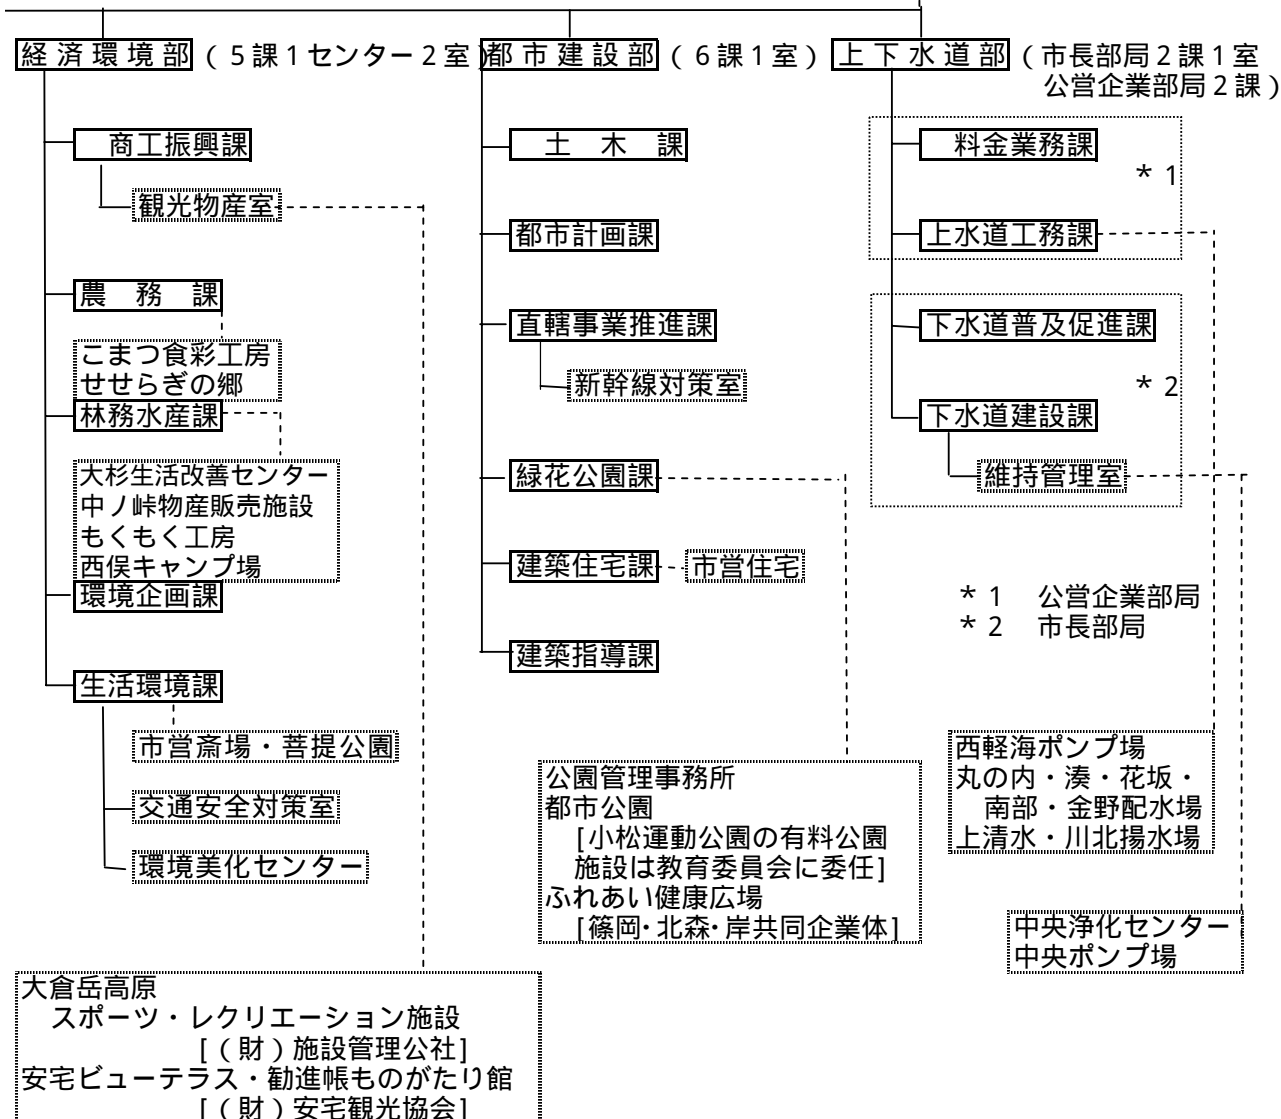 経済環境部（５課１センター２室）
商工振興課
観光物産室
農　務　課
こまつ食彩工房
せせらぎの郷
林務水産課
大杉生活改善センター
中ノ峠物産販売施設
もくもく工房
西俣キャンプ場
環境企画課
生活環境課
市営斎場・菩提公園
交通安全対策室
環境美化センター
大倉岳高原
スポーツ・レクリエーション施設
[（財）施設管理公社]
安宅ビューテラス・勧進帳ものがたり館
[（財）安宅観光協会]
都市建設部（６課１室）
土　木　課
都市計画課
直轄事業推進課
新幹線対策室
緑花公園課
建築住宅課
市営住宅
建築指導課
公園管理事務所
都市公園
[小松運動公園の有料公園
施設は教育委員会に委任]
ふれあい健康広場
[篠岡・北森・岸共同企業体]
上下水道部（市長部局２課１室
公営企業部局２課）
料金業務課
＊1
上水道工務課
下水道普及促進課
＊2
下水道建設課
維持管理室
＊1　公営企業部局
＊2　市長部局
西軽海ポンプ場
丸の内・湊・花坂・
南部・金野配水場
上清水・川北揚水場
中央浄化センター
中央ポンプ場